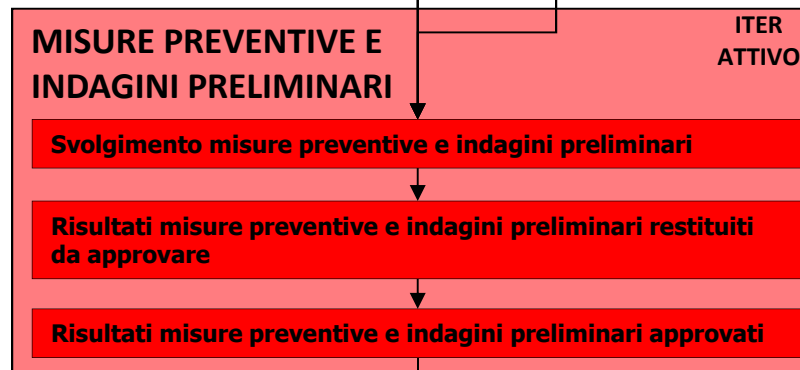 MISURE PREVENTIVE E
INDAGINI PRELIMINARI
ITER
ATTIVO
Svolgimento misure preventive e indagini preliminari
Risultati misure preventive e indagini preliminari restituiti
da approvare
Risultati misure preventive e indagini preliminari approvati